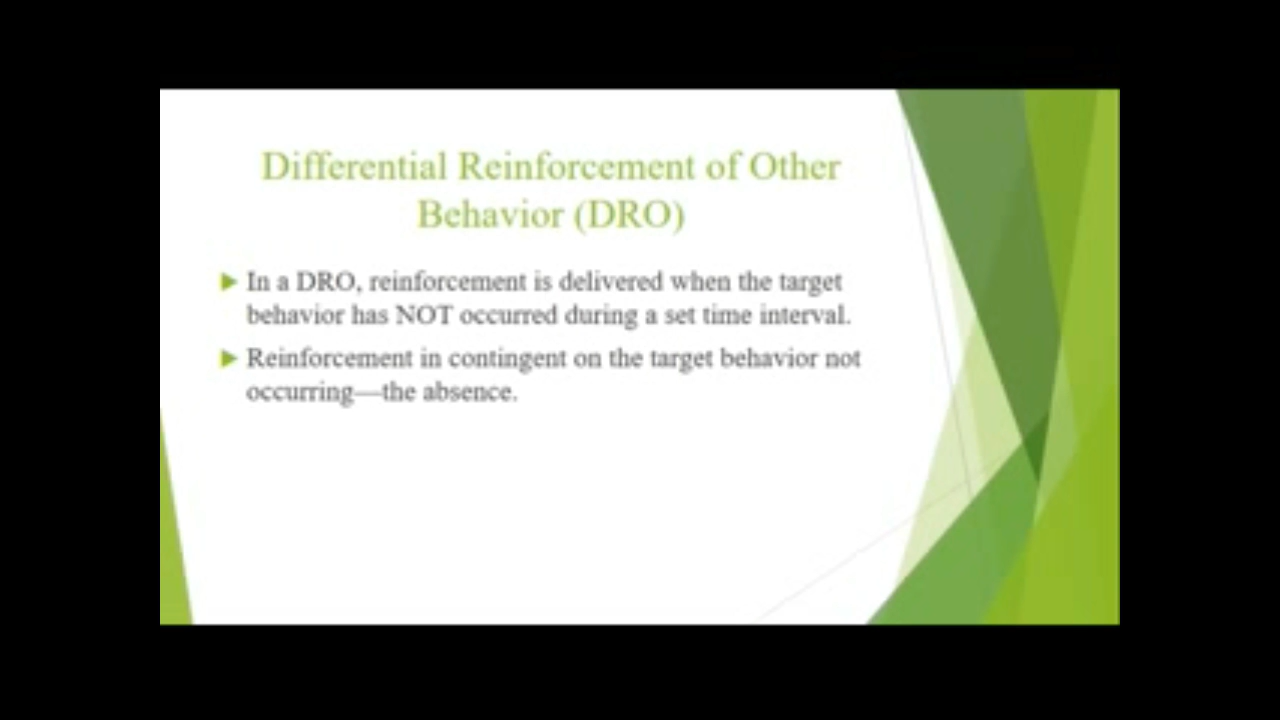 Differential Reinforcement of Other
Behavior (DRO)
In a DRO, reinforcement is delivered when the target
behavior has NOT occurred during a set time interval.
Reinforcement in contingent on the target behavior not
occurring—the absence.